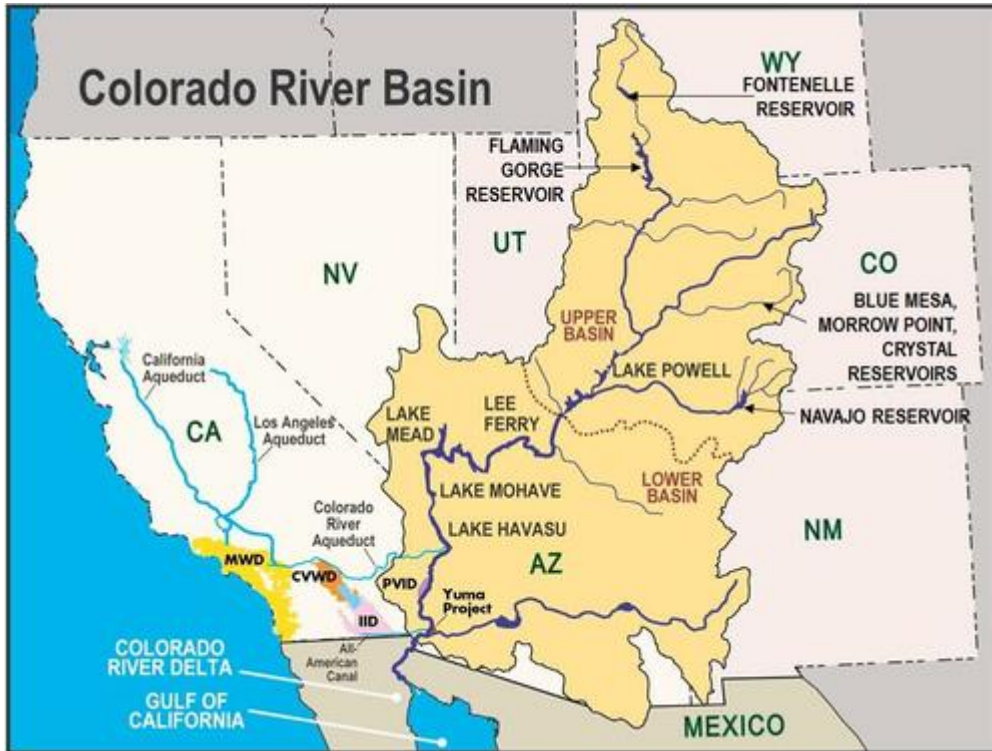 Colorado River Basin
WY
FONTENELLE
RESERVOIR
FLAMING
GORGE
RESERVOIR
UT
NV
CO
BLUE MESA,
MORROW POINT,
CRYSTAL
RESERVOIRS
UPPER
BASIN
California
Aqueduct
LAKE POWELL
NAVAJO RESERVOIR
LAKE
MEAD
LEE
FERRY
Los Angeles
Aqueduct
CA
LOWER
BASIN
LAKE MOHAVE
Colorado
River
Aqueduct
LAKE HAVASU
NM
AZ
MWD
CVWD
PVID
Yuma
Project
IID
All-
American
Canal
COLORADO
RIVER DELTA
GULF OF
CALIFORNIA
MEXICO